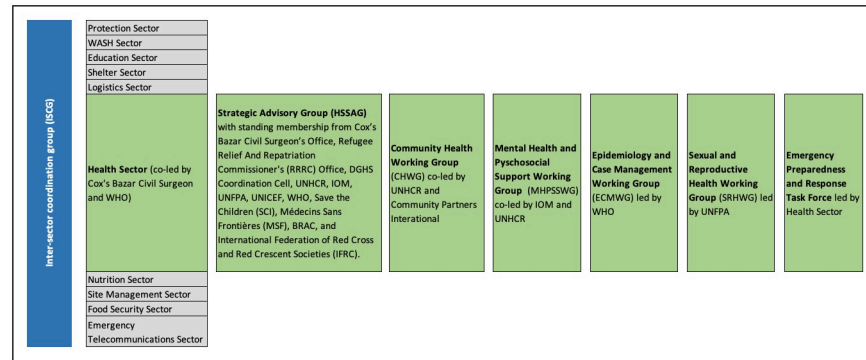 Inter-sector coordination group (ISCG)
Protection Sector
WASH Sector
Education Sector
Shelter Sector
Logistics Sector
Health Sector (co-led by
Cox's Bazar Civil Surgeon
and WHO)
Nutrition Sector
Site Management Sector
Food Security Sector
Emergency
Telecommunications Sector
Strategic Advisory Group (HSSAG)
with standing membership from Cox's
Bazar Civil Surgeon's Office, Refugee
Relief And Repatriation
Commissioner's (RRRC) Office, DGHS
Coordination Cell, UNHCR, IOM,
UNFPA, UNICEF, WHO, Save the
Children (SCI), Médecins Sans
Frontières (MSF), BRAC, and
International Federation of Red Cross
and Red Crescent Societies (IFRC).
Community Health
Working Group
(CHWG) co-led by
UNHCR and
Community Partners
Interational
Mental Health and
Pyschosocial
Support Working
Group (MHPSSWG)
co-led by IOM and
UNHCR
Epidemiology and
Case Management
Working Group
(ECMWG) led by
WHO
Sexual and
Reproductive
Health Working
Group (SRHWG) led
by UNFPA
Emergency
Preparedness
and Response
Task Force led by
Health Sector